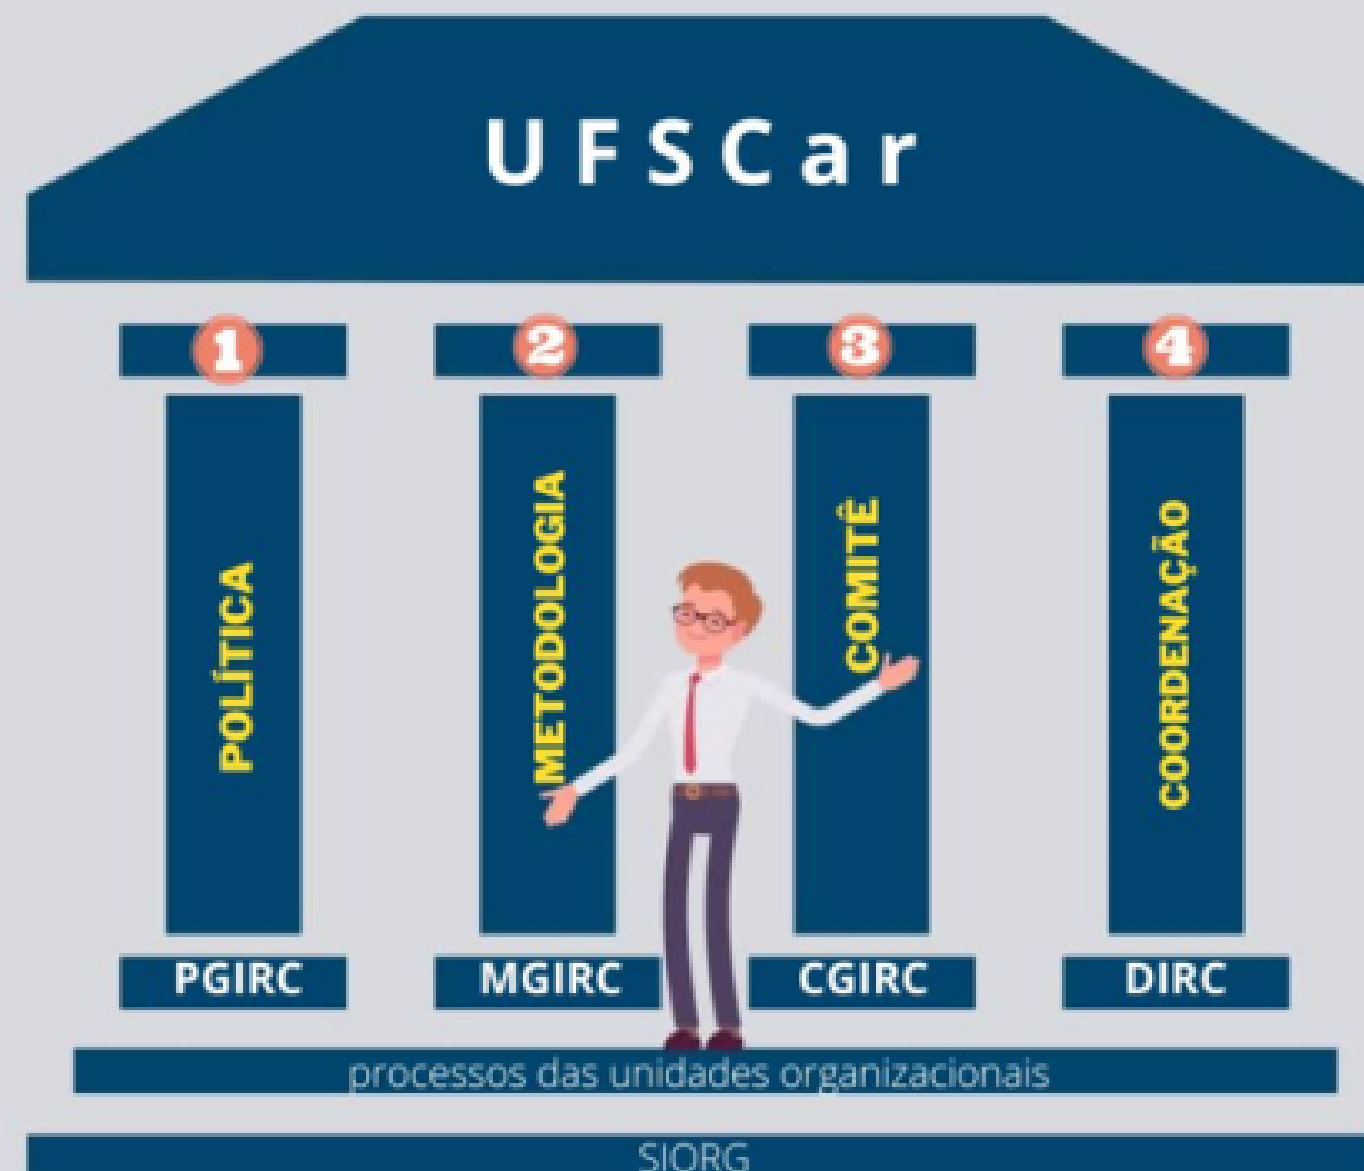 UFSCar
1
2
3
4
POLÍTICA
METODOLOGIA
COMITÊ
COORDENAÇÃO
PGIRC
MGIRC
CGIRC
DIRC
processos das unidades organizacionais
SIORG